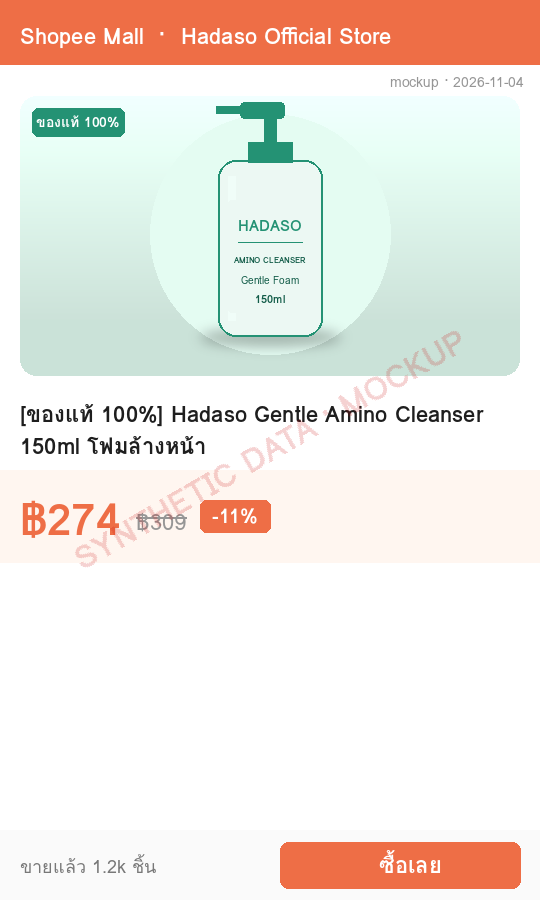 Shopee Mall · Hadaso Official Store
mockup · 2026-11-04
ของแท้ 100%
HADASO
AMINO CLEANSER
Gentle Foam
150ml
[ของแท้ 100%] Hadaso Gentle Amino Cleanser
150ml โฟมล้างหน้า
฿274 ฿309 -11%
SYNTHETIC DATA · MOCKUP
ขายแล้ว 1.2k ชิ้น
ซื้อเลย